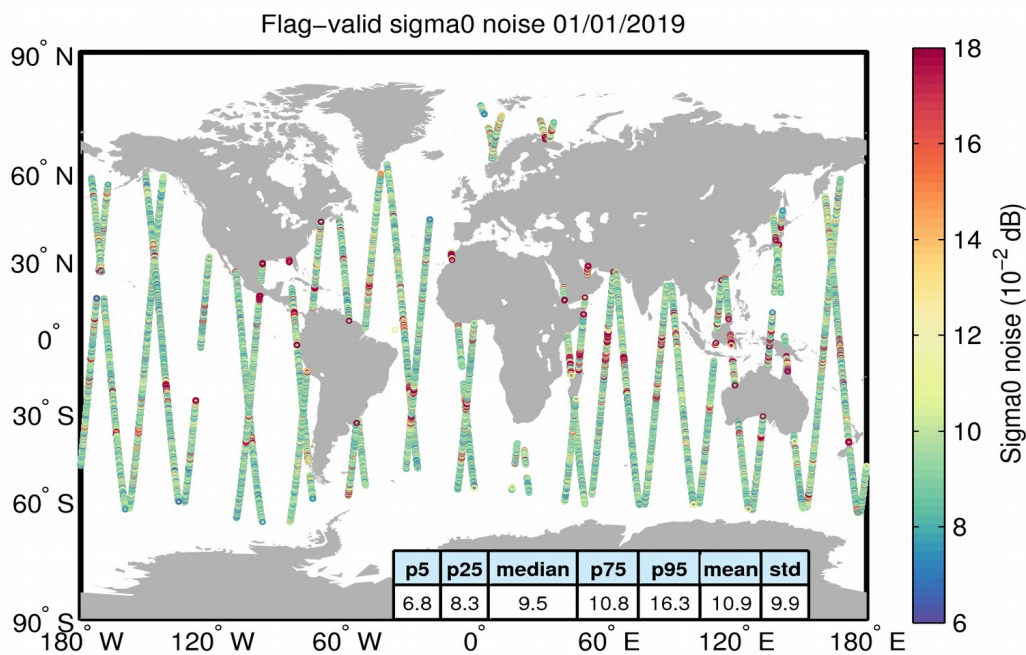 Flag−valid sigma0 noise 01/01/2019
90° N
60° N
30° N
0°
30° S
60° S
90° S
180° W
120° W
60° W
0°
60° E
120° E
180° E
p5 p25 median p75 p95 mean std
6.8 8.3 9.5 10.8 16.3 10.9 9.9
18
16
14
12
10
8
6
Sigma0 noise (10⁻² dB)